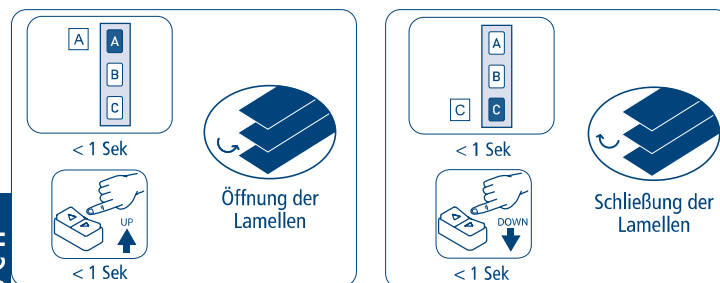 A A
B
C
< 1 Sek
UP
< 1 Sek
Öffnung der
Lamellen
A
B
C C
< 1 Sek
DOWN
< 1 Sek
Schließung der
Lamellen